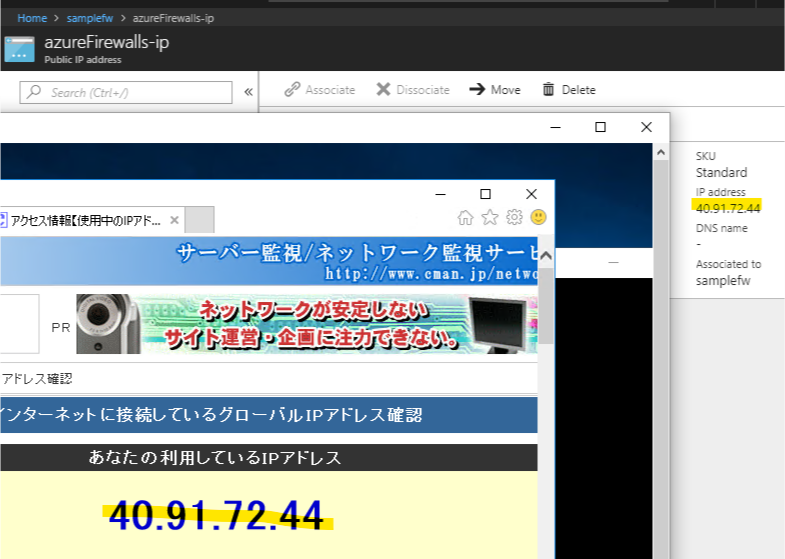 Home > samplefw > azureFirewalls-ip
azureFirewalls-ip
Public IP address
Search (Ctrl+/)
«
Associate
Dissociate
Move
Delete
SKU
Standard
IP address
40.91.72.44
DNS name
-
Associated to
samplefw
アクセス情報【使用中のIPアド...
サーバー監視/ネットワーク監視サービ
http://www.cman.jp/netwo
PR
ネットワークが安定しない
サイト運営・企画に注力できない。
アドレス確認
インターネットに接続しているグローバルIPアドレス確認
あなたの利用しているIPアドレス
40.91.72.44